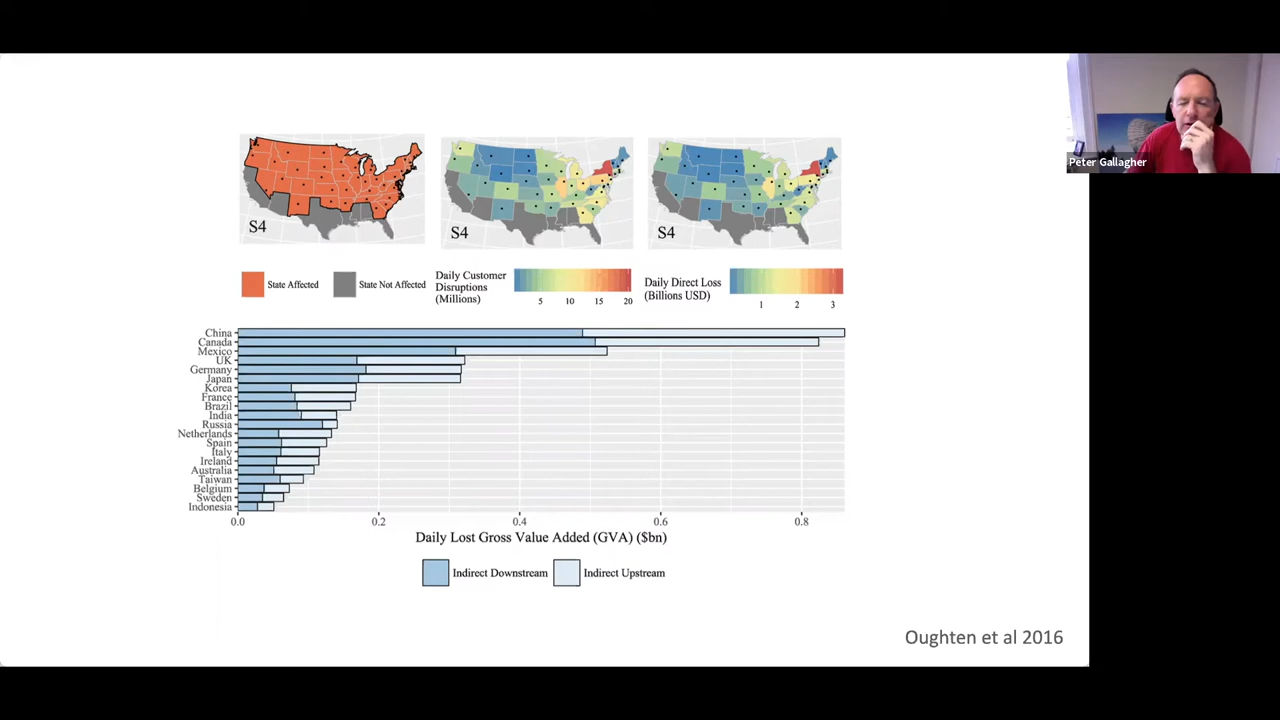 Peter Gallagher
S4
S4
S4
State Affected
State Not Affected
Daily Customer
Disruptions
(Millions)
5 10 15 20
Daily Direct Loss
(Billions USD)
1 2 3
China
Canada
Mexico
UK
Germany
Japan
Korea
France
Brazil
India
Russia
Netherlands
Spain
Italy
Ireland
Australia
Taiwan
Belgium
Sweden
Indonesia
0.0 0.2 0.4 0.6 0.8
Daily Lost Gross Value Added (GVA) ($bn)
Indirect Downstream
Indirect Upstream
Oughten et al 2016